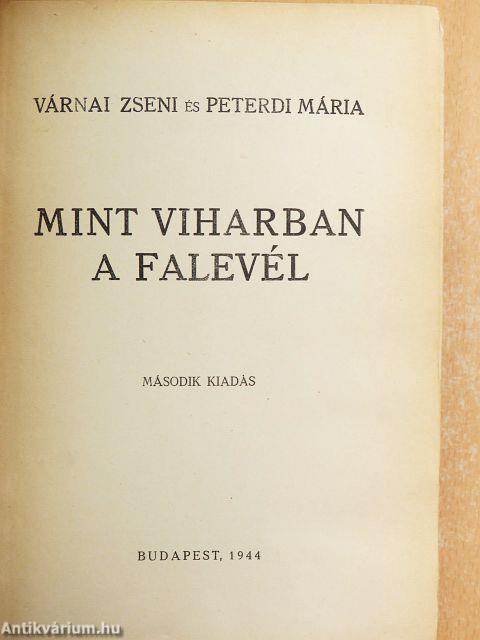 VÁRNAI ZSENI ÉS PETERDI MÁRIA
MINT VIHARBAN
A FALEVÉL
MÁSODIK KIADÁS
BUDAPEST, 1944
Antikvárium.hu